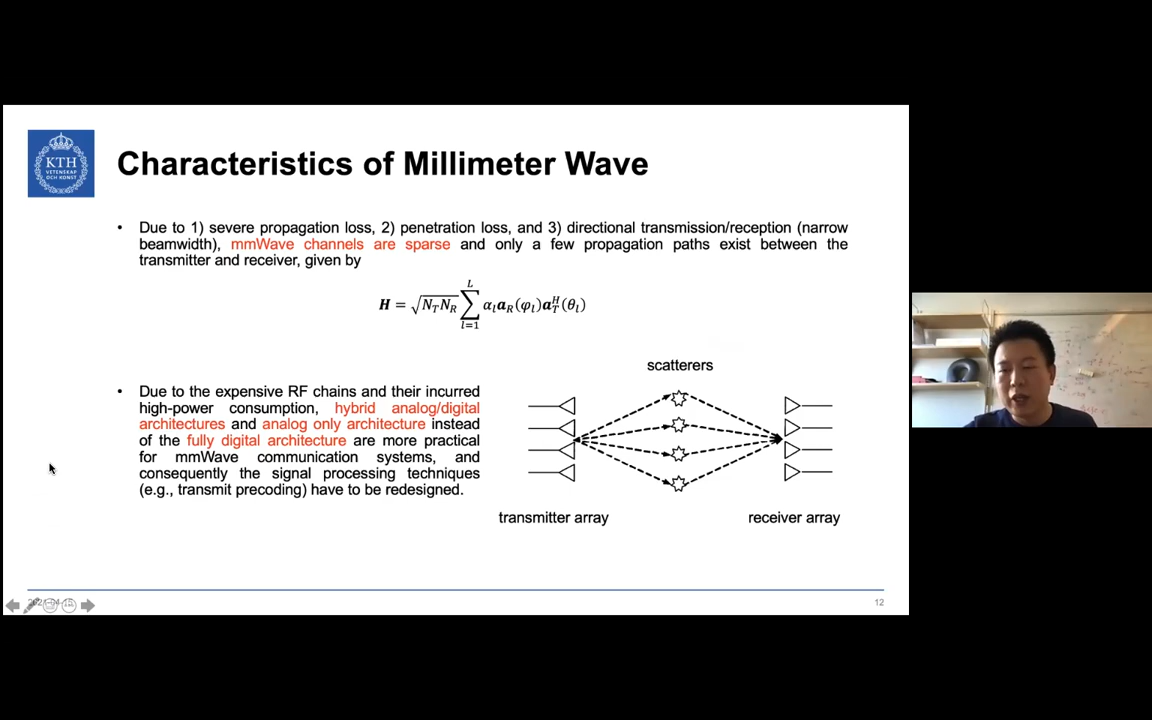 KTH
VETENSKAP
OCH KONST
Characteristics of Millimeter Wave
• Due to 1) severe propagation loss, 2) penetration loss, and 3) directional transmission/reception (narrow
beamwidth), mmWave channels are sparse and only a few propagation paths exist between the
transmitter and receiver, given by
H = √(N_T N_R) ∑_{l=1}^{L} α_l a_R(φ_l) a_T^H(θ_l)
scatterers
• Due to the expensive RF chains and their incurred
high-power consumption, hybrid analog/digital
architectures and analog only architecture instead
of the fully digital architecture are more practical
for mmWave communication systems, and
consequently the signal processing techniques
(e.g., transmit precoding) have to be redesigned.
transmitter array
receiver array
12